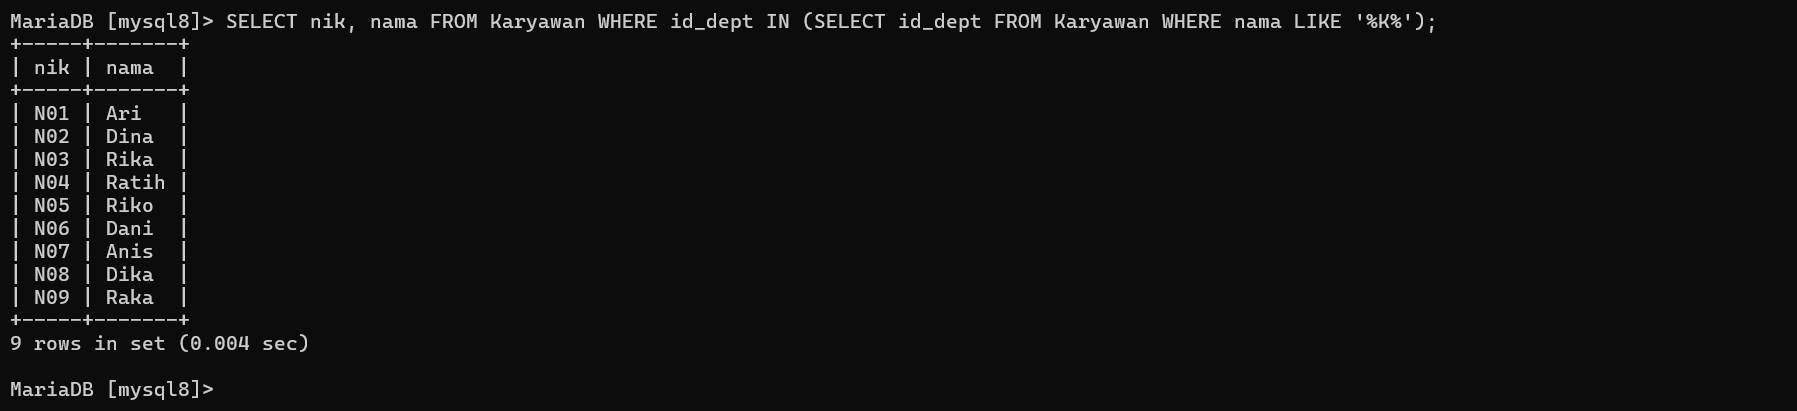 MariaDB [mysql8]> SELECT nik, nama FROM Karyawan WHERE id_dept IN (SELECT id_dept FROM Karyawan WHERE nama LIKE '%K%');
+-----+-------+
| nik | nama  |
+-----+-------+
| N01 | Ari   |
| N02 | Dina  |
| N03 | Rika  |
| N04 | Ratih |
| N05 | Riko  |
| N06 | Dani  |
| N07 | Anis  |
| N08 | Dika  |
| N09 | Raka  |
+-----+-------+
9 rows in set (0.004 sec)

MariaDB [mysql8]>